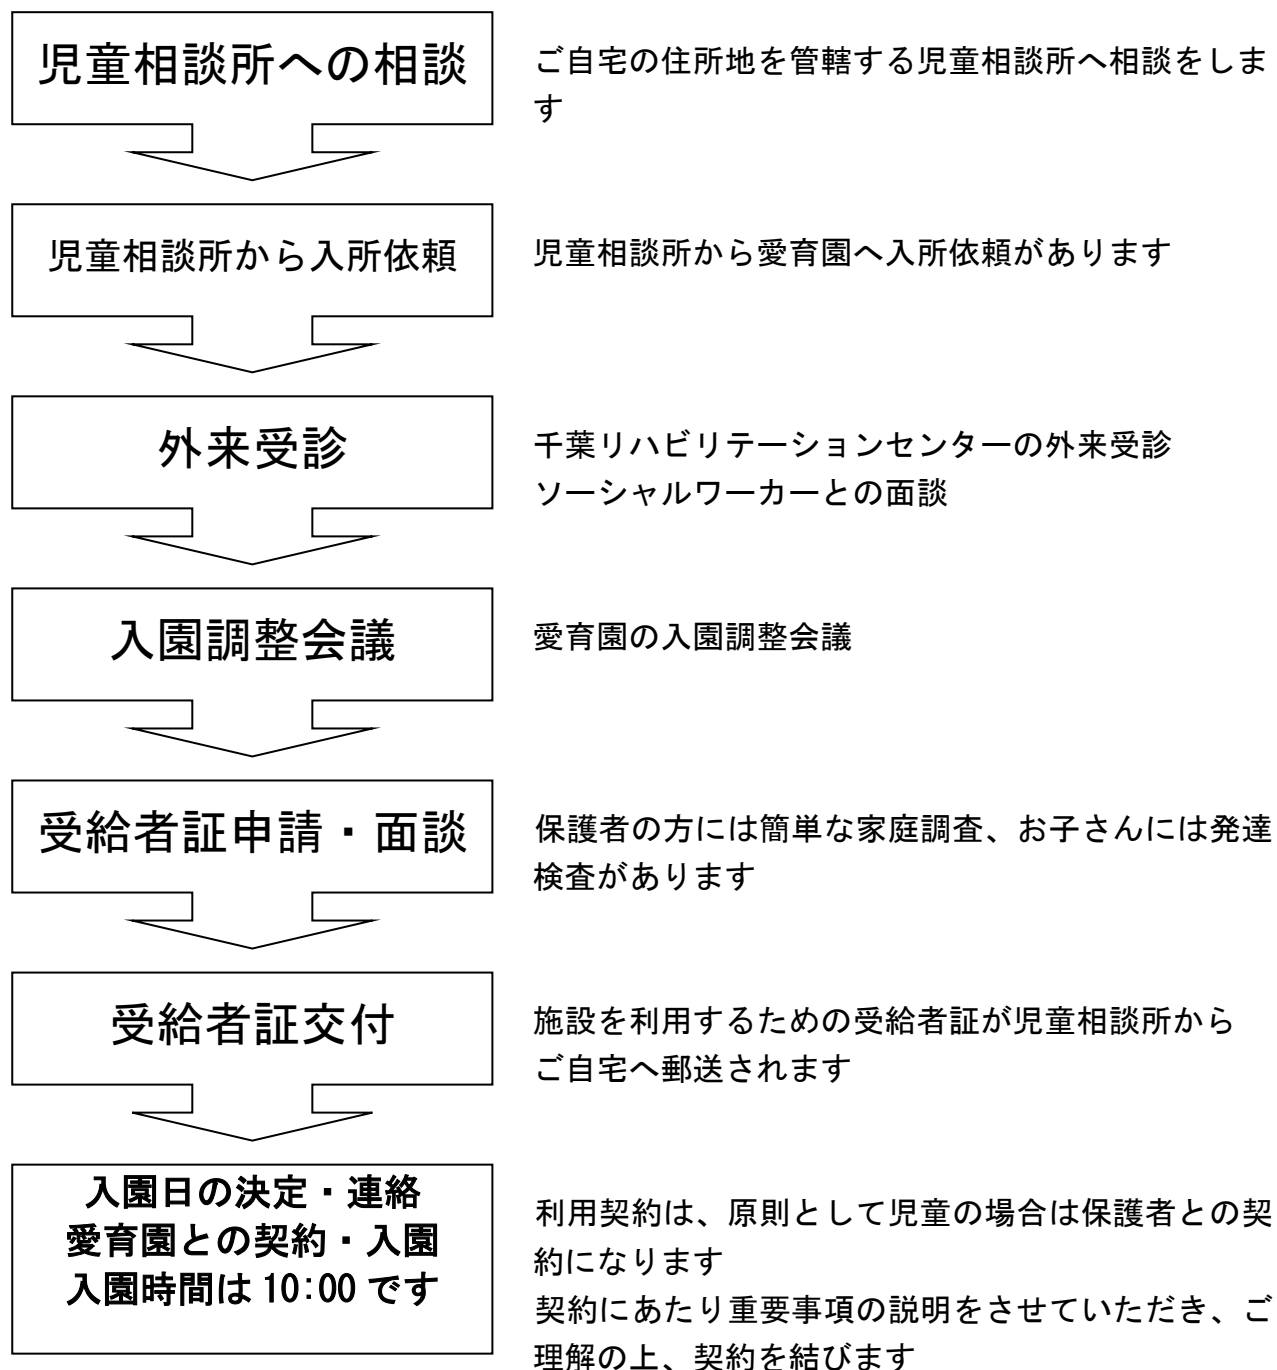 児童相談所への相談
ご自宅の住所地を管轄する児童相談所へ相談をしま
す
児童相談所から入所依頼
児童相談所から愛育園へ入所依頼があります
外来受診
千葉リハビリテーションセンターの外来受診
ソーシャルワーカーとの面談
入園調整会議
愛育園の入園調整会議
受給者証申請・面談
保護者の方には簡単な家庭調査、お子さんには発達
検査があります
受給者証交付
施設を利用するための受給者証が児童相談所から
ご自宅へ郵送されます
入園日の決定・連絡
愛育園との契約・入園
入園時間は 10:00 です
利用契約は、原則として児童の場合は保護者との契
約になります
契約にあたり重要事項の説明をさせていただき、ご
理解の上、契約を結びます